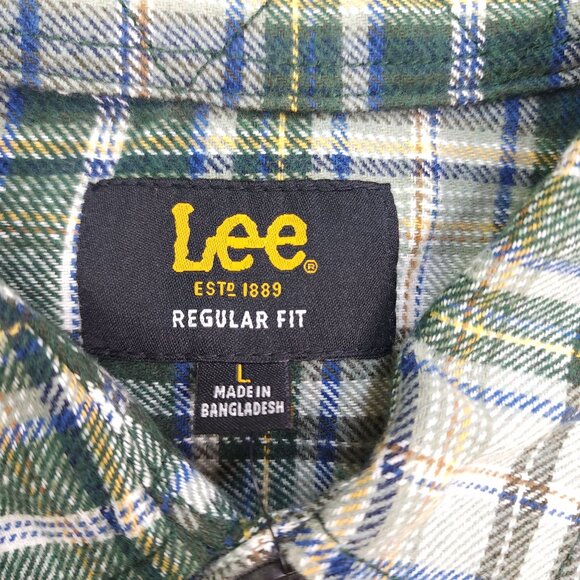 Lee®
ESTD 1889
REGULAR FIT
L
MADE IN
BANGLADESH